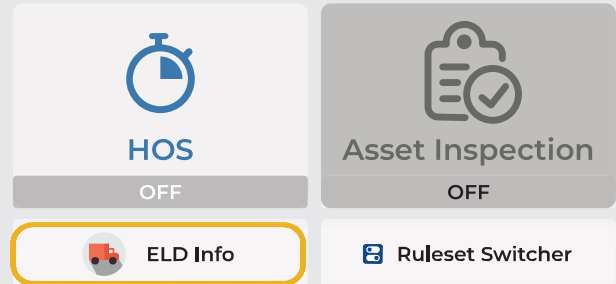 HOS
Asset Inspection
OFF
OFF
ELD Info
Ruleset Switcher